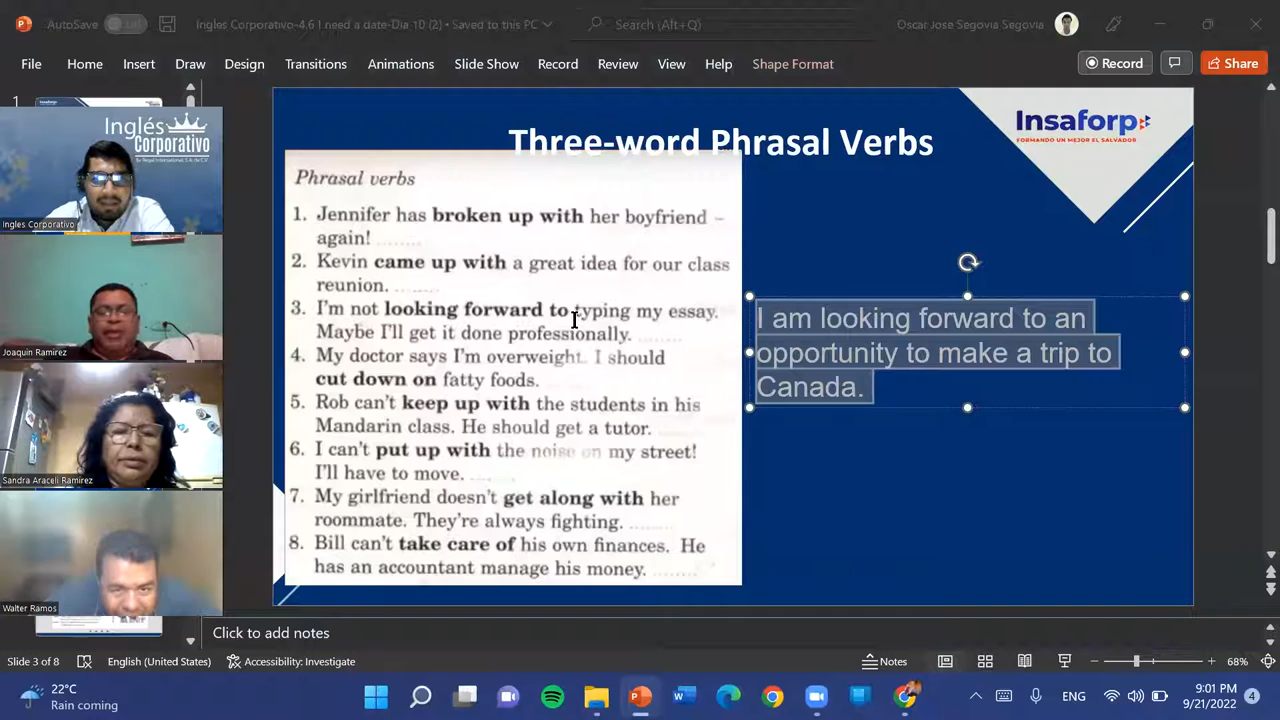 AutoSave
Off
Ingles Corporativo-4.6 I need a date-Dia 10 (2) • Saved to this PC
Search (Alt+Q)
Oscar Jose Segovia Segovia
File Home Insert Draw Design Transitions Animations Slide Show Record Review View Help Shape Format
Record
Share
1
Inglés
Corporativo
By Regal International, S.A. de C.V.
Ingles Corporativo
Joaquin Ramirez
Sandra Araceli Ramirez
Walter Ramos
Three-word Phrasal Verbs
Insaforp
FORMANDO UN MEJOR EL SALVADOR
Phrasal verbs
1. Jennifer has broken up with her boyfriend –
again! ........
2. Kevin came up with a great idea for our class
reunion. ........
3. I'm not looking forward to typing my essay.
Maybe I'll get it done professionally. ........
4. My doctor says I'm overweight. I should
cut down on fatty foods.
5. Rob can't keep up with the students in his
Mandarin class. He should get a tutor. ........
6. I can't put up with the noise on my street!
I'll have to move. ........
7. My girlfriend doesn't get along with her
roommate. They're always fighting. ........
8. Bill can't take care of his own finances. He
has an accountant manage his money. ........
I am looking forward to an
opportunity to make a trip to
Canada.
Click to add notes
Slide 3 of 8
English (United States)
Accessibility: Investigate
Notes
68%
22°C
Rain coming
ENG
9:01 PM
9/21/2022
4